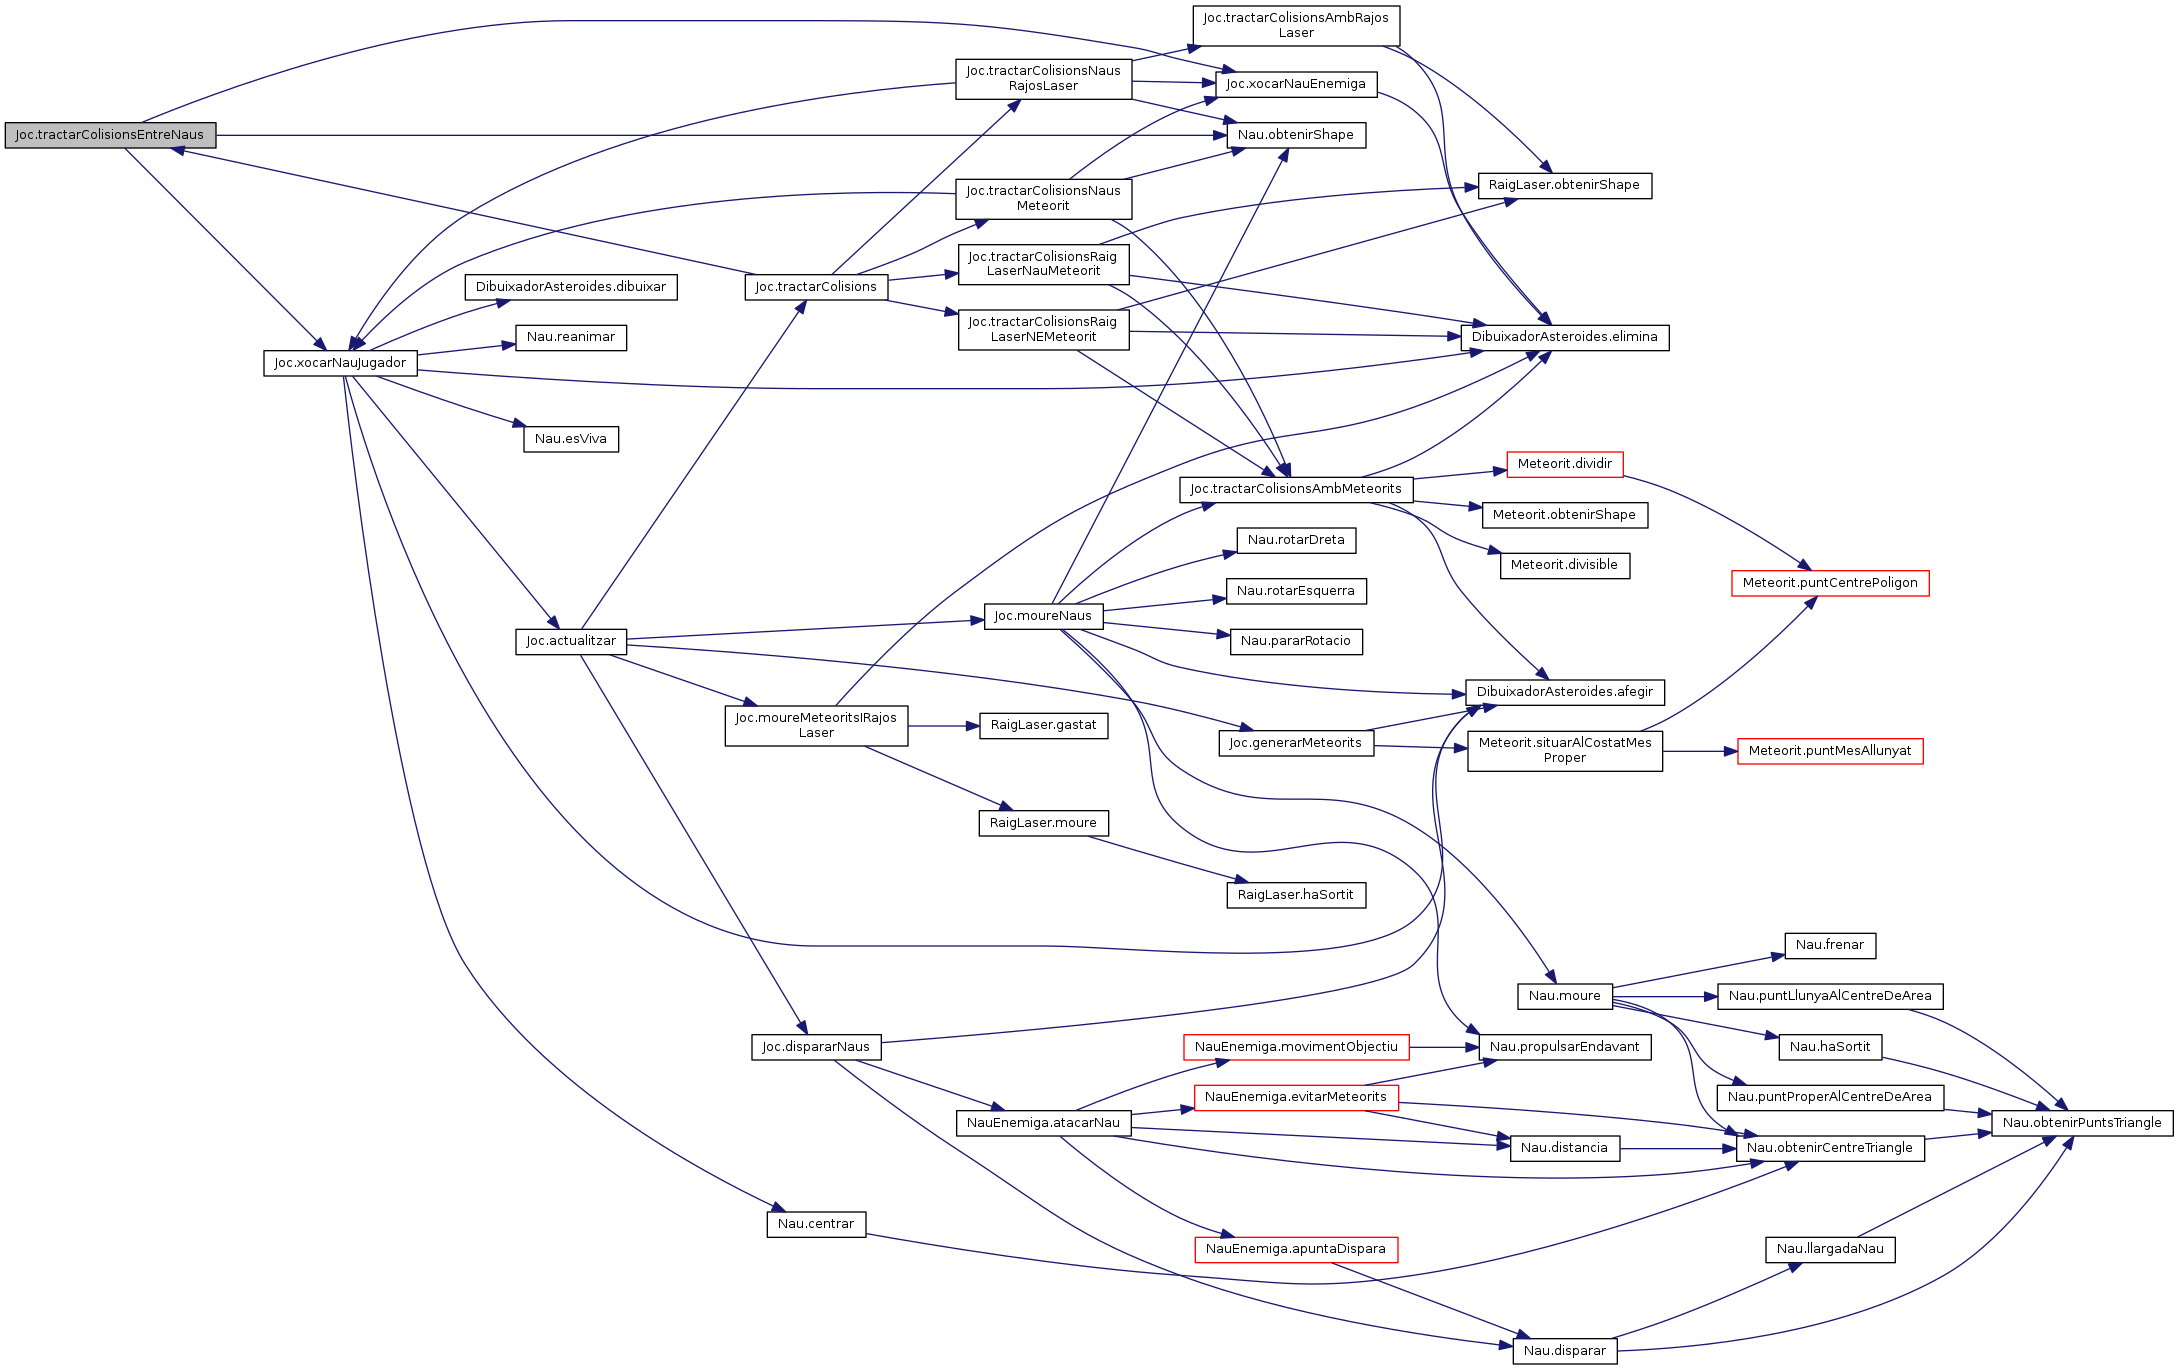 Joc.tractarColisionsEntreNaus
Joc.xocarNauJugador
DibuixadorAsteroides.dibuixar
Nau.reanimar
Nau.esViva
Joc.actualitzar
Joc.tractarColisions
Joc.moureMeteoritsIRajos
Laser
Joc.dispararNaus
Nau.centrar
Joc.tractarColisionsNaus
RajosLaser
Joc.tractarColisionsNaus
Meteorit
Joc.tractarColisionsRaig
LaserNauMeteorit
Joc.tractarColisionsRaig
LaserNEMeteorit
Joc.moureNaus
RaigLaser.gastat
RaigLaser.moure
NauEnemiga.atacarNau
Joc.tractarColisionsAmbRajos
Laser
Joc.xocarNauEnemiga
Nau.obtenirShape
Joc.tractarColisionsAmbMeteorits
Nau.rotarDreta
Nau.rotarEsquerra
Nau.pararRotacio
Joc.generarMeteorits
RaigLaser.haSortit
NauEnemiga.movimentObjectiu
NauEnemiga.evitarMeteorits
NauEnemiga.apuntaDispara
RaigLaser.obtenirShape
DibuixadorAsteroides.elimina
Meteorit.dividir
Meteorit.obtenirShape
Meteorit.divisible
DibuixadorAsteroides.afegir
Meteorit.situarAlCostatMes
Proper
Nau.moure
Nau.propulsarEndavant
Nau.distancia
Nau.disparar
Meteorit.puntCentrePoligon
Meteorit.puntMesAllunyat
Nau.frenar
Nau.puntLlunyaAlCentreDeArea
Nau.haSortit
Nau.puntProperAlCentreDeArea
Nau.obtenirCentreTriangle
Nau.llargadaNau
Nau.obtenirPuntsTriangle